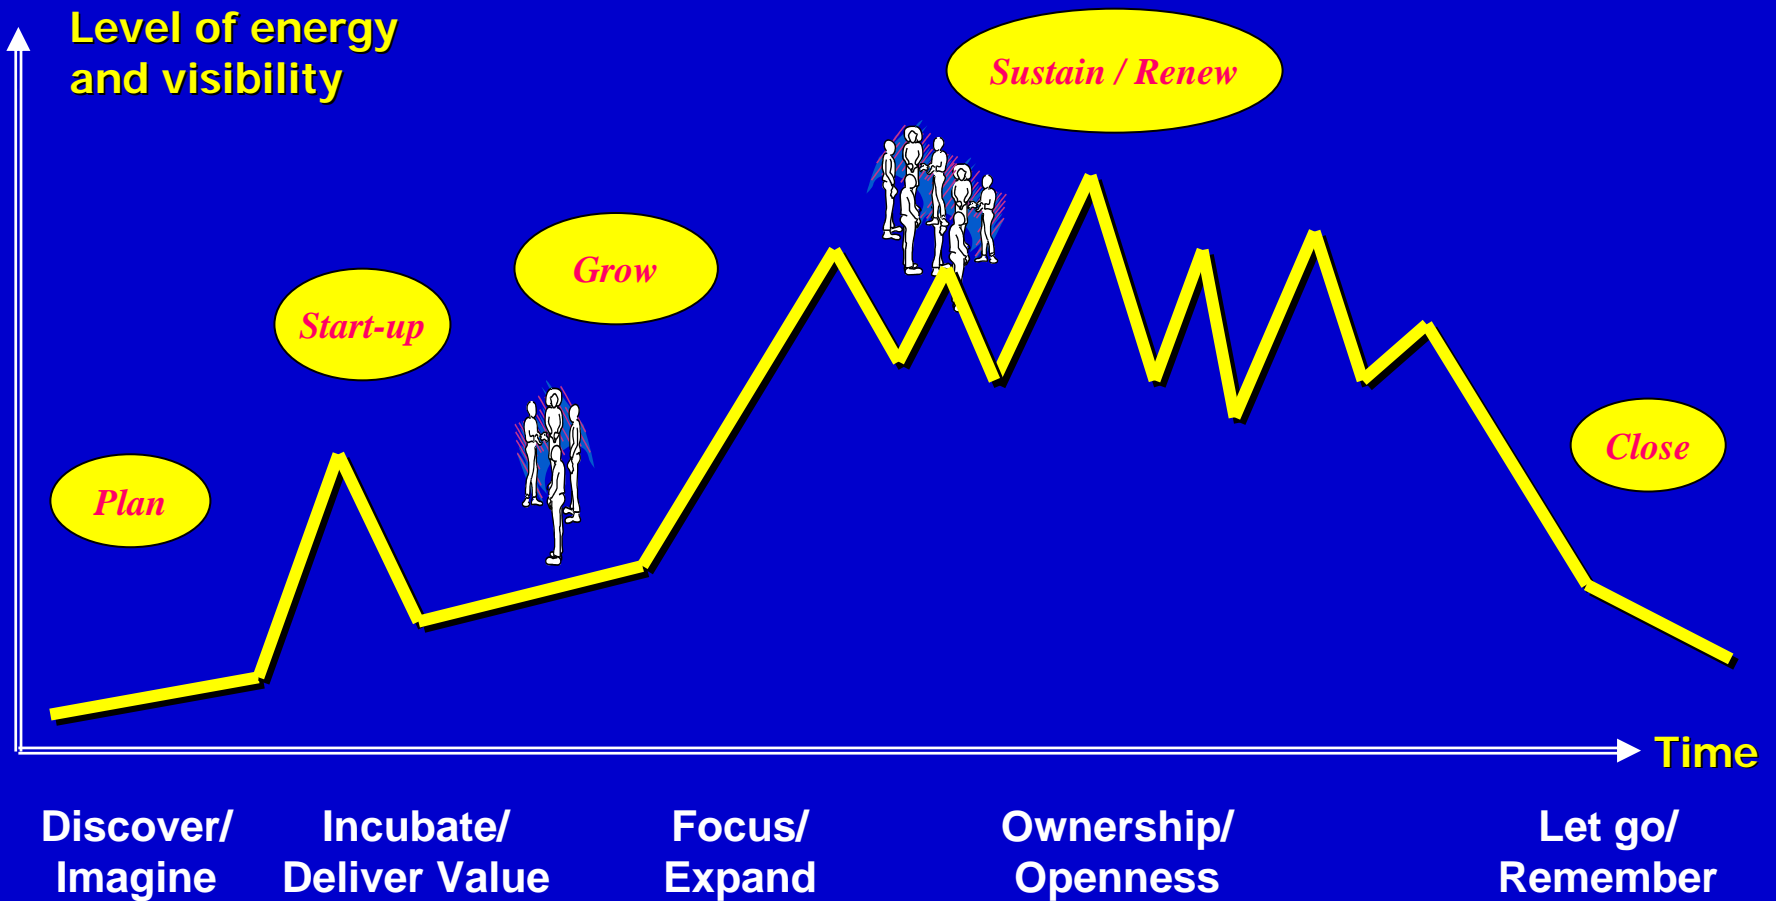 Level of energy
and visibility
Sustain / Renew
Grow
Start-up
Close
Plan
Time
Discover/
Imagine
Incubate/
Deliver Value
Focus/
Expand
Ownership/
Openness
Let go/
Remember